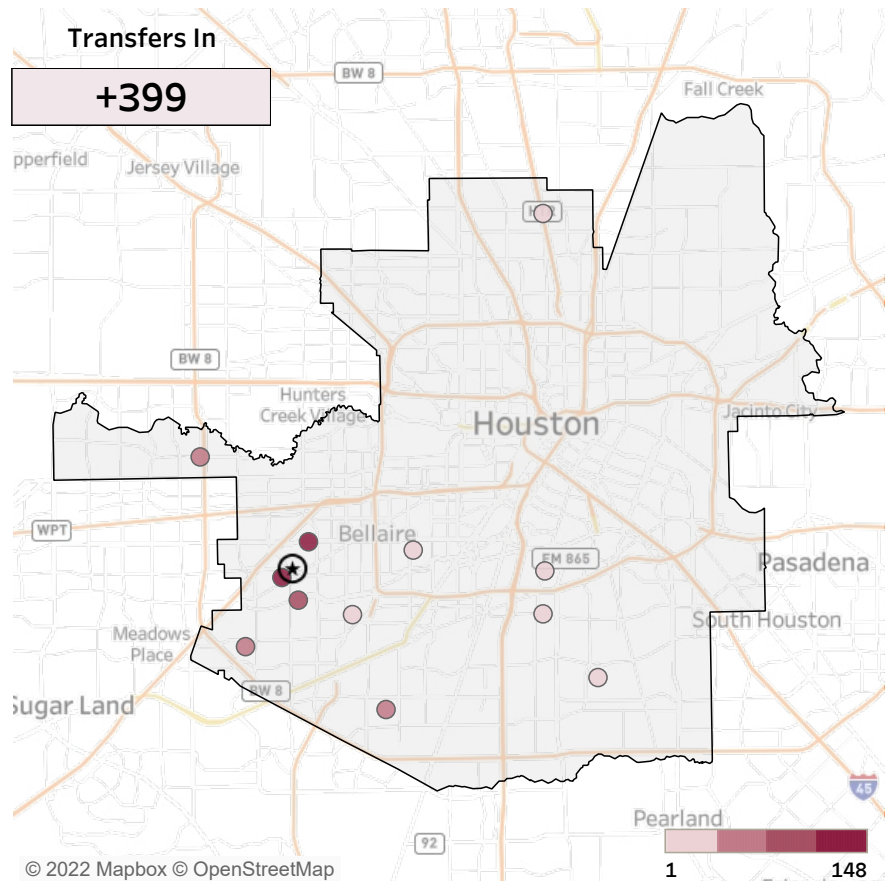 Transfers In
+399
BW 8
Fall Creek
pperfield
Jersey Village
BW 8
Hunters
Creek Village
Jacinto City
Houston
WPT
Bellaire
FM 865
Pasadena
South Houston
Meadows
Place
BW 8
Sugar Land
45
Pearland
92
1
148
© 2022 Mapbox © OpenStreetMap